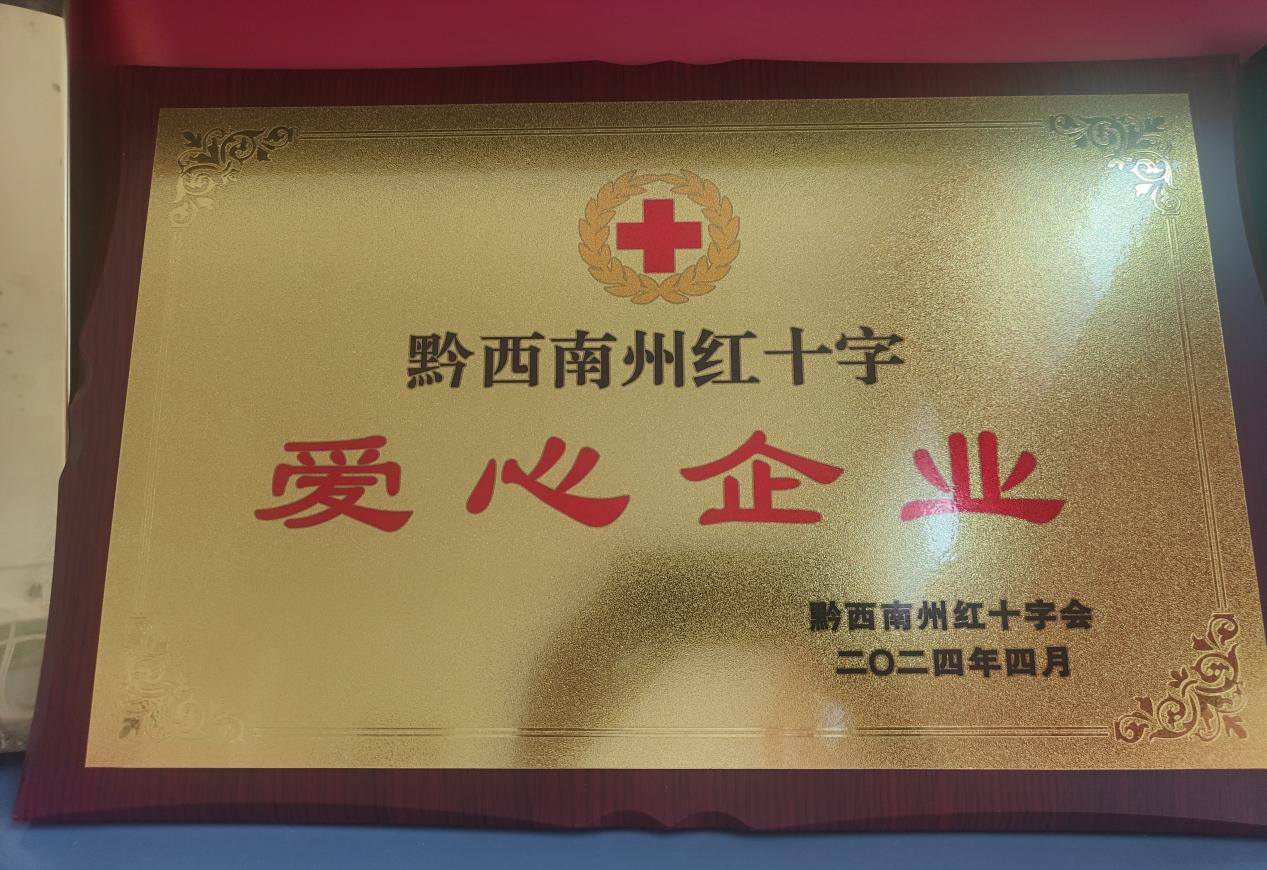 黔西南州红十字
爱心企业
黔西南州红十字会
二〇二四年四月